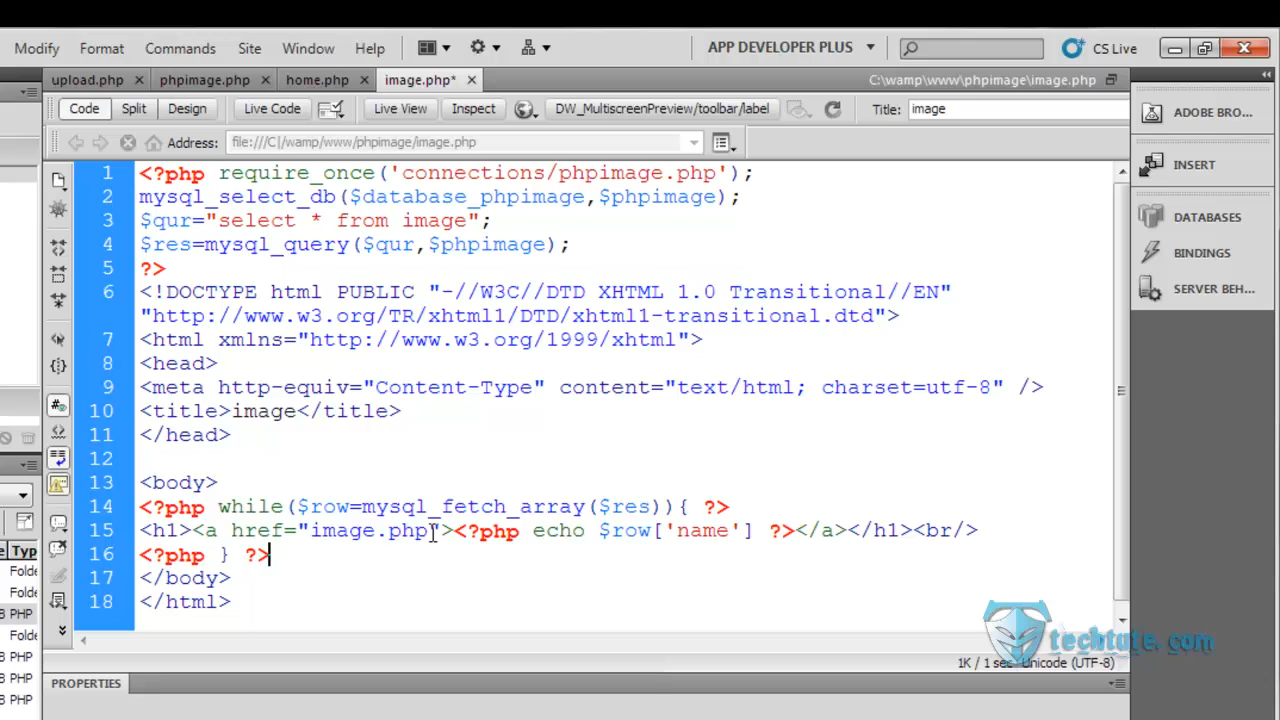 Modify Format Commands Site Window Help APP DEVELOPER PLUS CS Live
upload.php phpimage.php home.php image.php* C:\wamp\www\phpimage\image.php
Code Split Design Live Code Live View Inspect DW_MultiscreenPreview/toolbar/label Title: image
Address: file:///C|/wamp/www/phpimage/image.php
1 <?php require_once('connections/phpimage.php');
2 mysql_select_db($database_phpimage,$phpimage);
3 $qur="select * from image";
4 $res=mysql_query($qur,$phpimage);
5 ?>
6 <!DOCTYPE html PUBLIC "-//W3C//DTD XHTML 1.0 Transitional//EN"
"http://www.w3.org/TR/xhtml1/DTD/xhtml1-transitional.dtd">
7 <html xmlns="http://www.w3.org/1999/xhtml">
8 <head>
9 <meta http-equiv="Content-Type" content="text/html; charset=utf-8" />
10 <title>image</title>
11 </head>
12
13 <body>
14 <?php while($row=mysql_fetch_array($res)){ ?>
15 <h1><a href="image.php"><?php echo $row['name'] ?></a></h1><br/>
16 <?php } ?>
17 </body>
18 </html>
1K / 1 sec Unicode (UTF-8)
PROPERTIES
ADOBE BRO...
INSERT
DATABASES
BINDINGS
SERVER BEH...
Typ
Folde
Folde
B PHP
Folde
B PHP
B PHP
B PHP
techtute.com